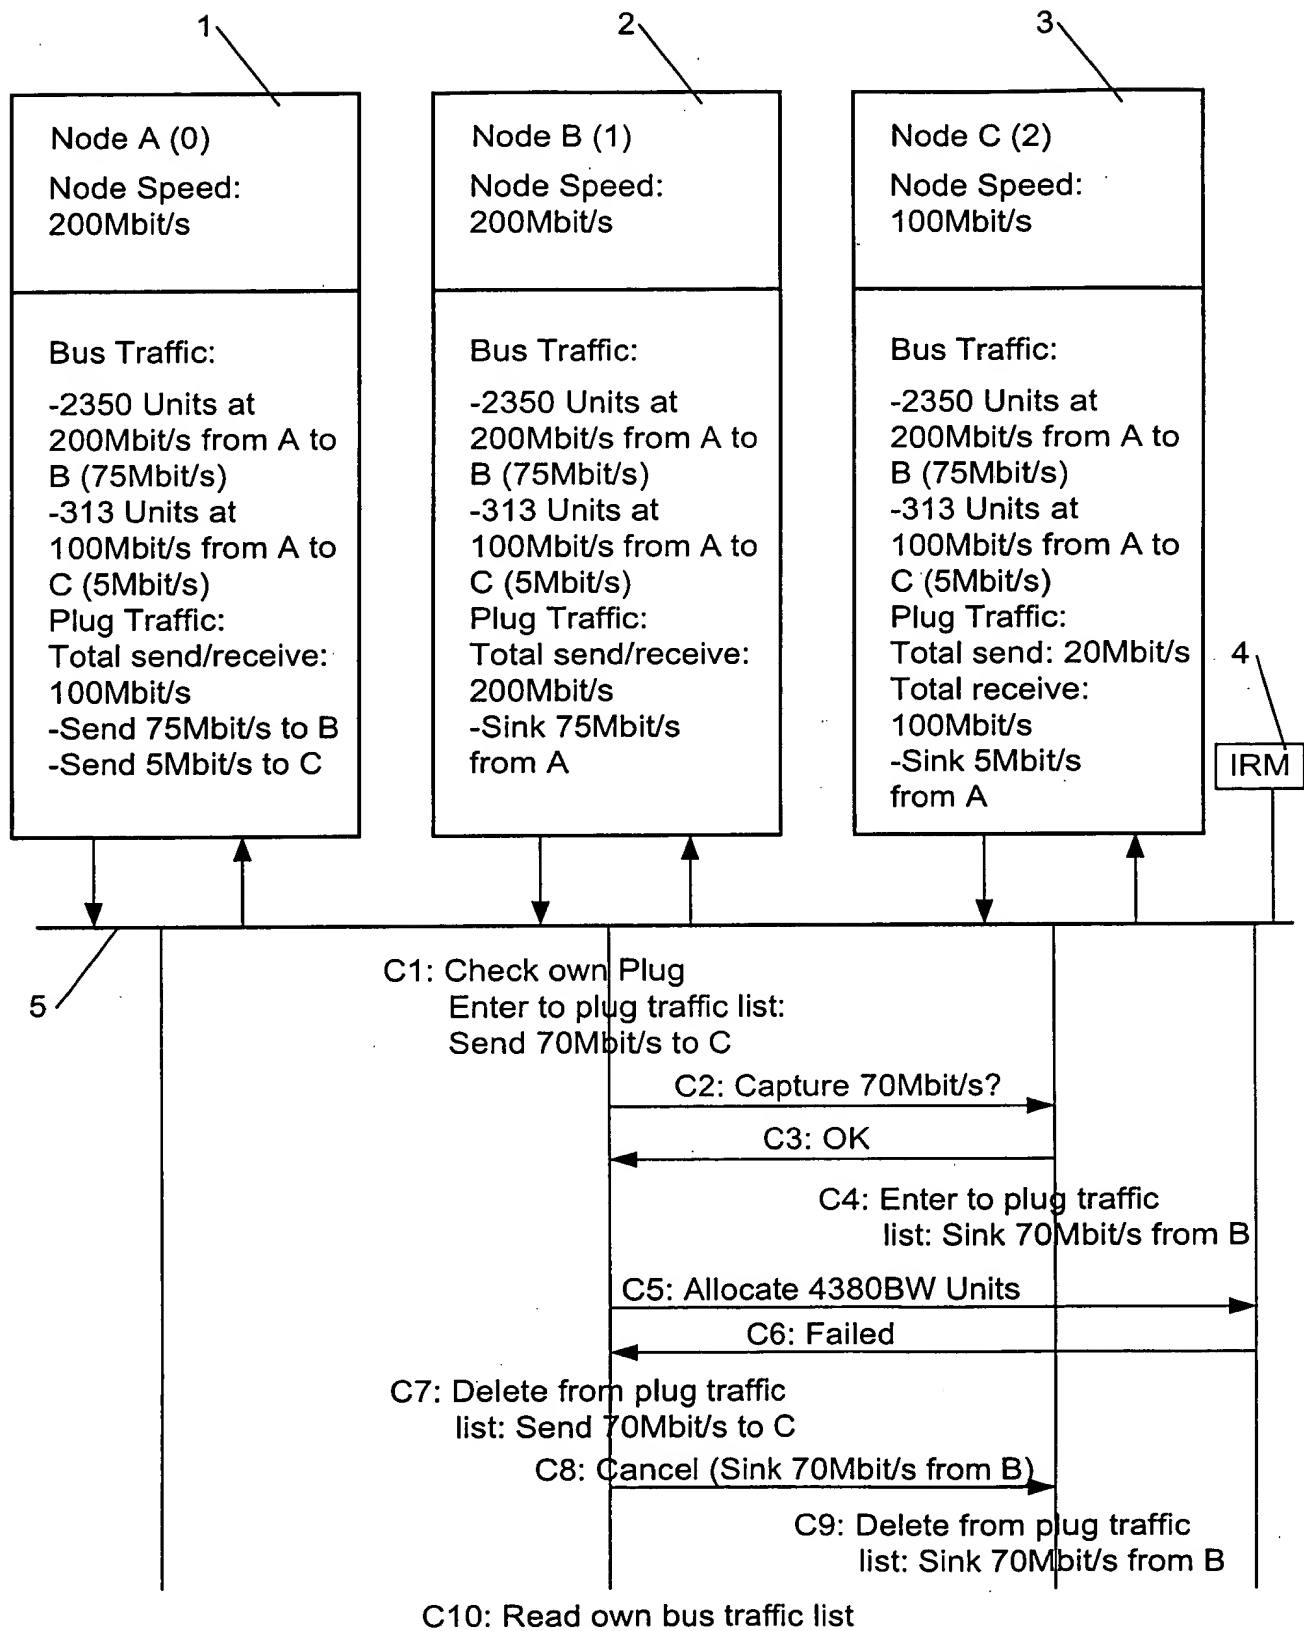 1
2
3
Node A (0)
Node Speed:
200Mbit/s
Bus Traffic:
-2350 Units at
200Mbit/s from A to
B (75Mbit/s)
-313 Units at
100Mbit/s from A to
C (5Mbit/s)
Plug Traffic:
Total send/receive:
100Mbit/s
-Send 75Mbit/s to B
-Send 5Mbit/s to C
Node B (1)
Node Speed:
200Mbit/s
Bus Traffic:
-2350 Units at
200Mbit/s from A to
B (75Mbit/s)
-313 Units at
100Mbit/s from A to
C (5Mbit/s)
Plug Traffic:
Total send/receive:
200Mbit/s
-Sink 75Mbit/s
from A
Node C (2)
Node Speed:
100Mbit/s
Bus Traffic:
-2350 Units at
200Mbit/s from A to
B (75Mbit/s)
-313 Units at
100Mbit/s from A to
C (5Mbit/s)
Plug Traffic:
Total send: 20Mbit/s
Total receive:
100Mbit/s
-Sink 5Mbit/s
from A
4
IRM
5
C1: Check own Plug
Enter to plug traffic list:
Send 70Mbit/s to C
C2: Capture 70Mbit/s?
C3: OK
C4: Enter to plug traffic
list: Sink 70Mbit/s from B
C5: Allocate 4380BW Units
C6: Failed
C7: Delete from plug traffic
list: Send 70Mbit/s to C
C8: Cancel (Sink 70Mbit/s from B)
C9: Delete from plug traffic
list: Sink 70Mbit/s from B
C10: Read own bus traffic list